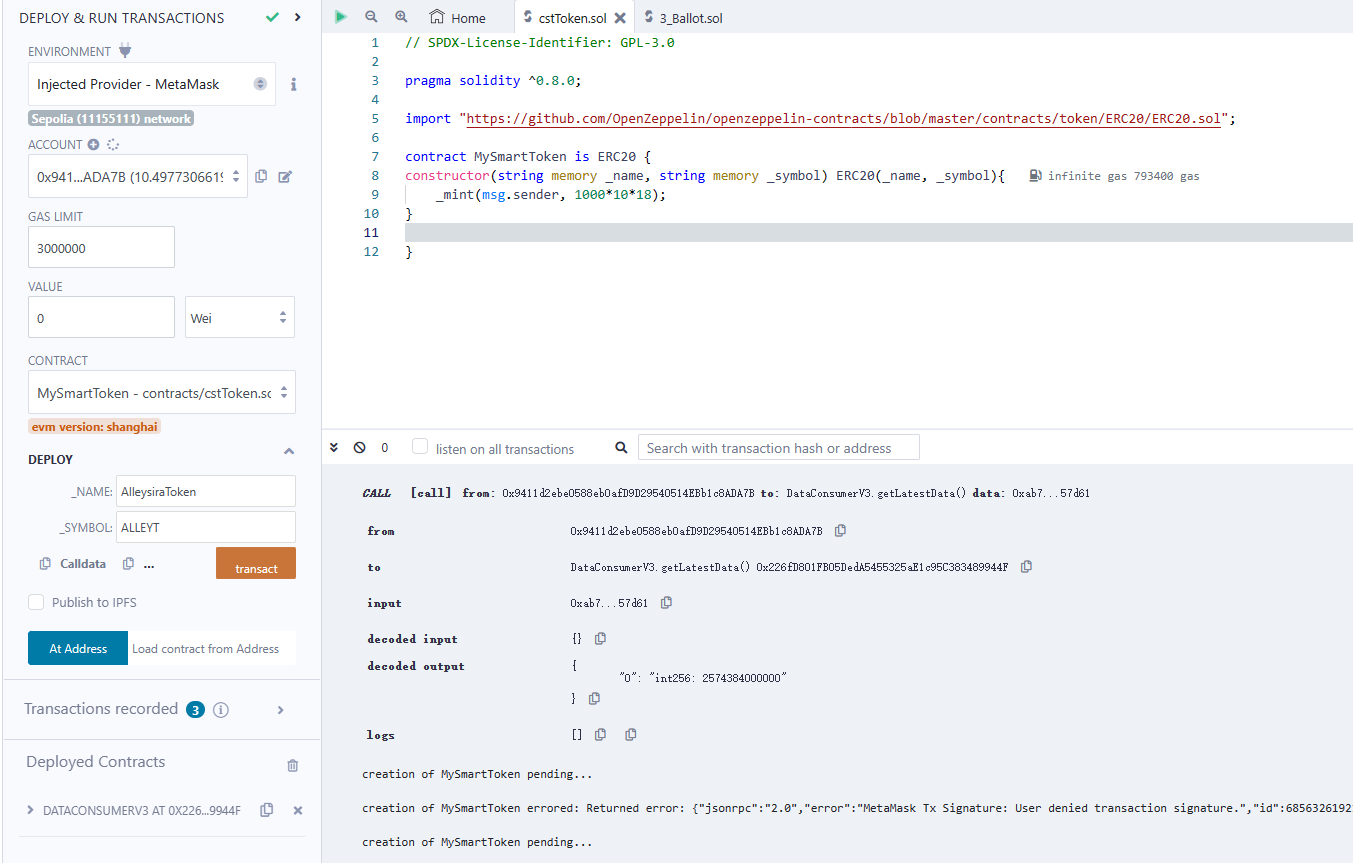 DEPLOY & RUN TRANSACTIONS
ENVIRONMENT
Injected Provider - MetaMask
Sepolia (11155111) network
ACCOUNT
0x941...ADA7B (10.4977306619
GAS LIMIT
3000000
VALUE
0
Wei
CONTRACT
MySmartToken - contracts/cstToken.sc
evm version: shanghai
DEPLOY
_NAME: AlleysiraToken
_SYMBOL: ALLEYT
Calldata
...
transact
Publish to IPFS
At Address
Load contract from Address
Transactions recorded 3 i
Deployed Contracts
DATACONSUMERV3 AT 0X226...9944F
Home
cstToken.sol
3_Ballot.sol
1 // SPDX-License-Identifier: GPL-3.0
2
3 pragma solidity ^0.8.0;
4
5 import "https://github.com/OpenZeppelin/openzeppelin-contracts/blob/master/contracts/token/ERC20/ERC20.sol";
6
7 contract MySmartToken is ERC20 {
8 constructor(string memory _name, string memory _symbol) ERC20(_name, _symbol){ infinite gas 793400 gas
9 _mint(msg.sender, 1000*10*18);
10 }
11
12 }
0
listen on all transactions
Search with transaction hash or address
CALL [call] from: 0x9411d2ebe0588eb0afD9D29540514EBb1c8ADA7B to: DataConsumerV3.getLatestData() data: 0xab7...57d61
from 0x9411d2ebe0588eb0afD9D29540514EBb1c8ADA7B
to DataConsumerV3.getLatestData() 0x226fD801FB05DedA5455325aE1c95C383489944F
input 0xab7...57d61
decoded input {}
decoded output {
"0": "int256: 2574384000000"
}
logs []
creation of MySmartToken pending...
creation of MySmartToken errored: Returned error: {"jsonrpc":"2.0","error":"MetaMask Tx Signature: User denied transaction signature.","id":6856326192
creation of MySmartToken pending...